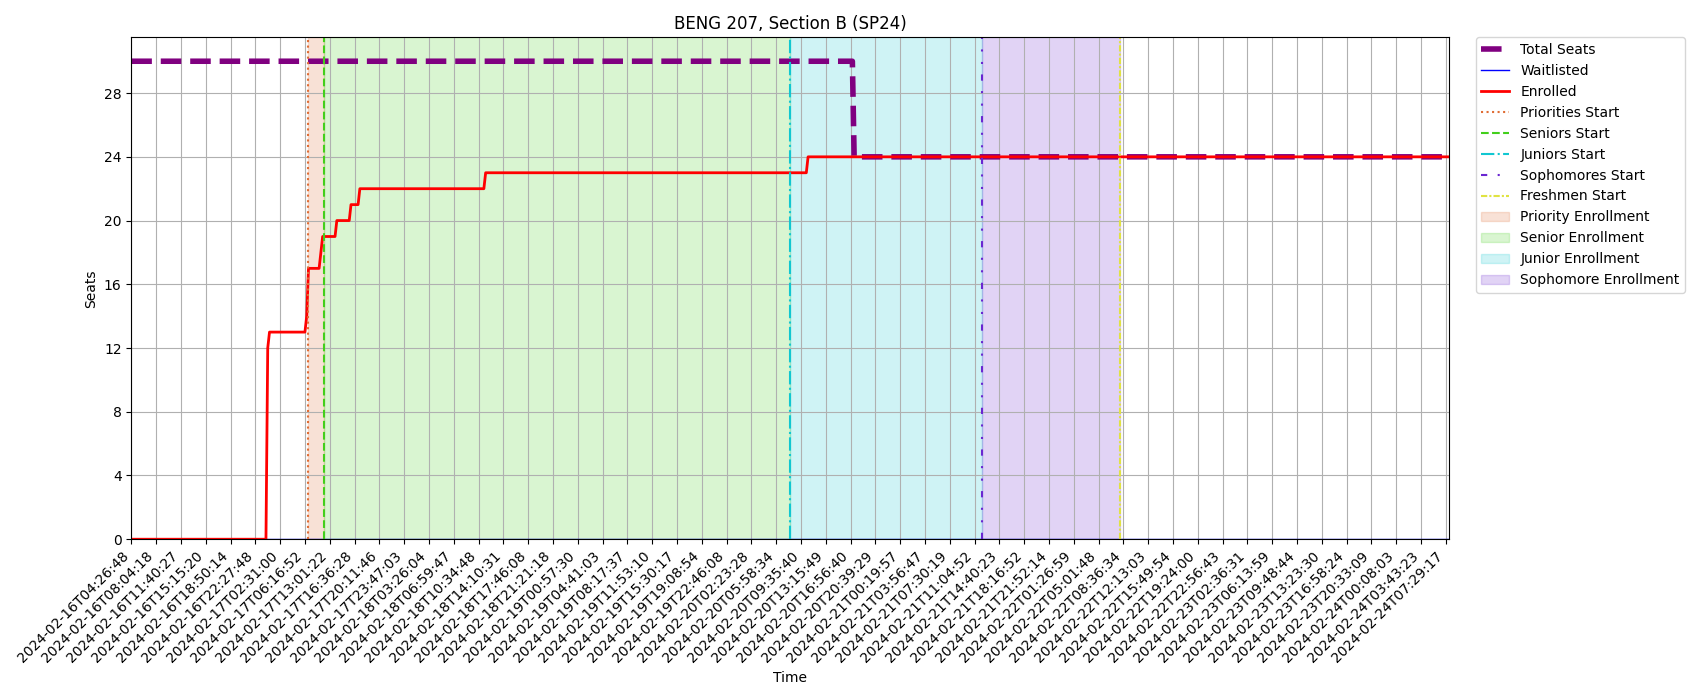 BENG 207, Section B (SP24)
Seats
28
24
20
16
12
8
4
0
Total Seats
Waitlisted
Enrolled
Priorities Start
Seniors Start
Juniors Start
Sophomores Start
Freshmen Start
Priority Enrollment
Senior Enrollment
Junior Enrollment
Sophomore Enrollment
2024-02-16T04:26:48
2024-02-16T08:04:18
2024-02-16T11:40:27
2024-02-16T15:15:20
2024-02-16T18:50:14
2024-02-16T22:27:48
2024-02-17T02:31:00
2024-02-17T06:16:52
2024-02-17T13:01:22
2024-02-17T16:36:28
2024-02-17T20:11:46
2024-02-17T23:47:03
2024-02-18T03:26:04
2024-02-18T06:59:47
2024-02-18T10:34:48
2024-02-18T14:10:31
2024-02-18T17:46:08
2024-02-18T21:21:18
2024-02-19T00:57:30
2024-02-19T04:41:03
2024-02-19T08:17:37
2024-02-19T11:53:10
2024-02-19T15:30:17
2024-02-19T19:08:54
2024-02-19T22:46:08
2024-02-20T02:23:28
2024-02-20T05:58:34
2024-02-20T09:35:40
2024-02-20T13:15:49
2024-02-20T16:56:40
2024-02-20T20:39:29
2024-02-21T00:19:57
2024-02-21T03:56:47
2024-02-21T07:30:19
2024-02-21T11:04:52
2024-02-21T14:40:23
2024-02-21T18:16:52
2024-02-21T21:52:14
2024-02-22T01:26:59
2024-02-22T05:01:48
2024-02-22T08:36:34
2024-02-22T12:13:03
2024-02-22T15:49:54
2024-02-22T19:24:00
2024-02-22T22:56:43
2024-02-23T02:36:31
2024-02-23T06:13:59
2024-02-23T09:48:44
2024-02-23T13:23:30
2024-02-23T16:58:24
2024-02-23T20:33:09
2024-02-24T00:08:03
2024-02-24T03:43:23
2024-02-24T07:29:17
Time